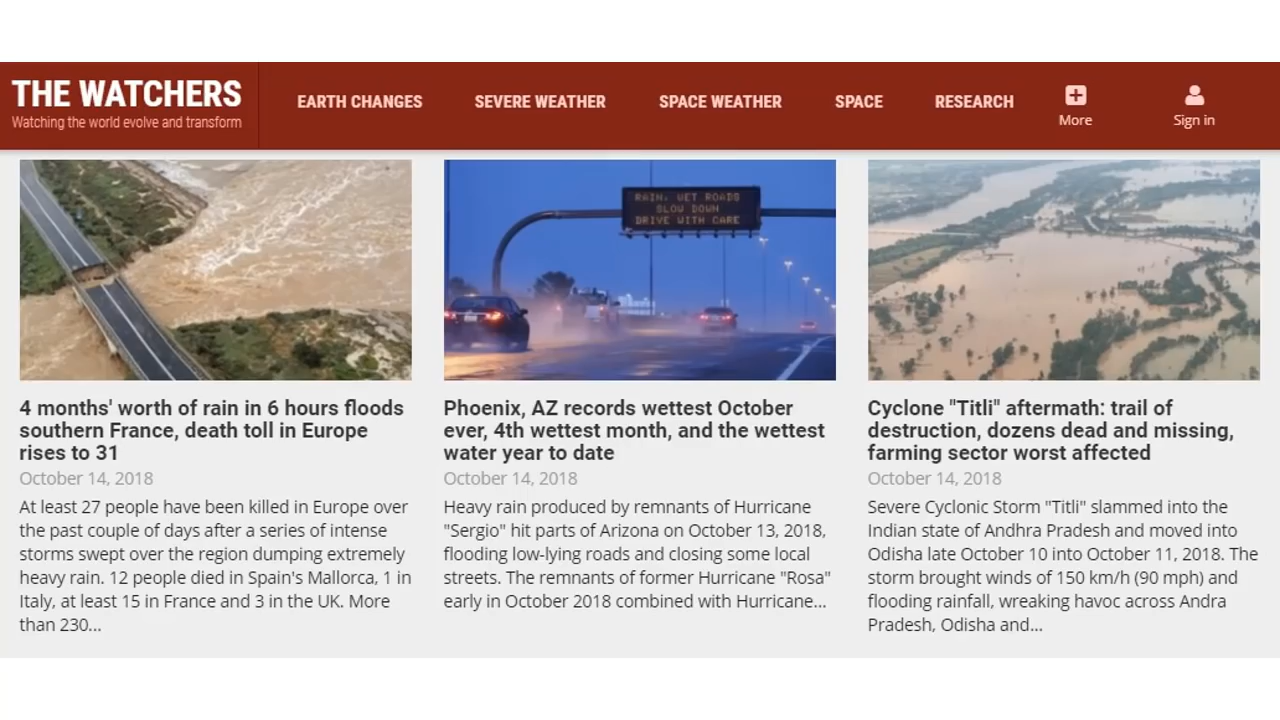 THE WATCHERS
Watching the world evolve and transform
EARTH CHANGES
SEVERE WEATHER
SPACE WEATHER
SPACE
RESEARCH
More
Sign in
RAIN, WET ROADS
SLOW DOWN
DRIVE WITH CARE
4 months' worth of rain in 6 hours floods
southern France, death toll in Europe
rises to 31
October 14, 2018
At least 27 people have been killed in Europe over
the past couple of days after a series of intense
storms swept over the region dumping extremely
heavy rain. 12 people died in Spain's Mallorca, 1 in
Italy, at least 15 in France and 3 in the UK. More
than 230...
Phoenix, AZ records wettest October
ever, 4th wettest month, and the wettest
water year to date
October 14, 2018
Heavy rain produced by remnants of Hurricane
"Sergio" hit parts of Arizona on October 13, 2018,
flooding low-lying roads and closing some local
streets. The remnants of former Hurricane "Rosa"
early in October 2018 combined with Hurricane...
Cyclone "Titli" aftermath: trail of
destruction, dozens dead and missing,
farming sector worst affected
October 14, 2018
Severe Cyclonic Storm "Titli" slammed into the
Indian state of Andhra Pradesh and moved into
Odisha late October 10 into October 11, 2018. The
storm brought winds of 150 km/h (90 mph) and
flooding rainfall, wreaking havoc across Andra
Pradesh, Odisha and...